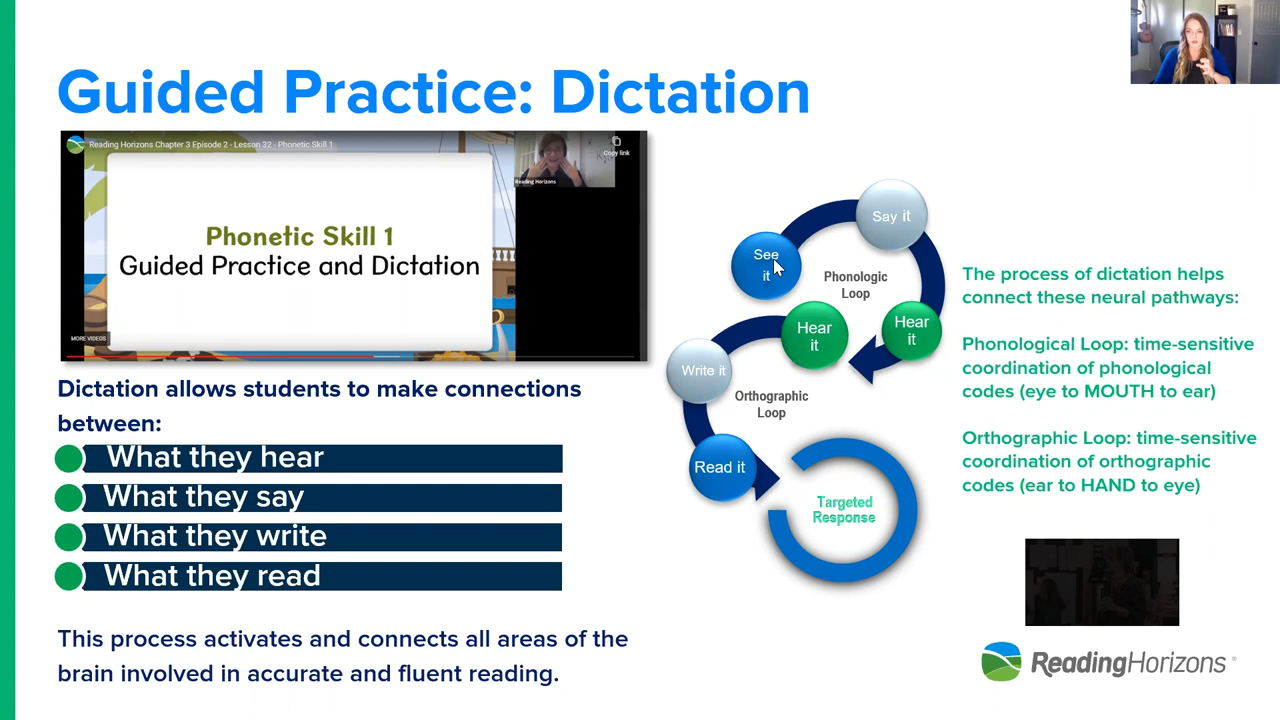 Guided Practice: Dictation
Reading Horizons Chapter 3 Episode 2 - Lesson 32 - Phonetic Skill 1
Copy link
Reading Horizons
Phonetic Skill 1
Guided Practice and Dictation
MORE VIDEOS
Dictation allows students to make connections
between:
What they hear
What they say
What they write
What they read
This process activates and connects all areas of the
brain involved in accurate and fluent reading.
Say it
See
it
Phonologic
Loop
Hear
it
Hear
it
Write it
Orthographic
Loop
Read it
Targeted
Response
The process of dictation helps
connect these neural pathways:
Phonological Loop: time-sensitive
coordination of phonological
codes (eye to MOUTH to ear)
Orthographic Loop: time-sensitive
coordination of orthographic
codes (ear to HAND to eye)
ReadingHorizons®